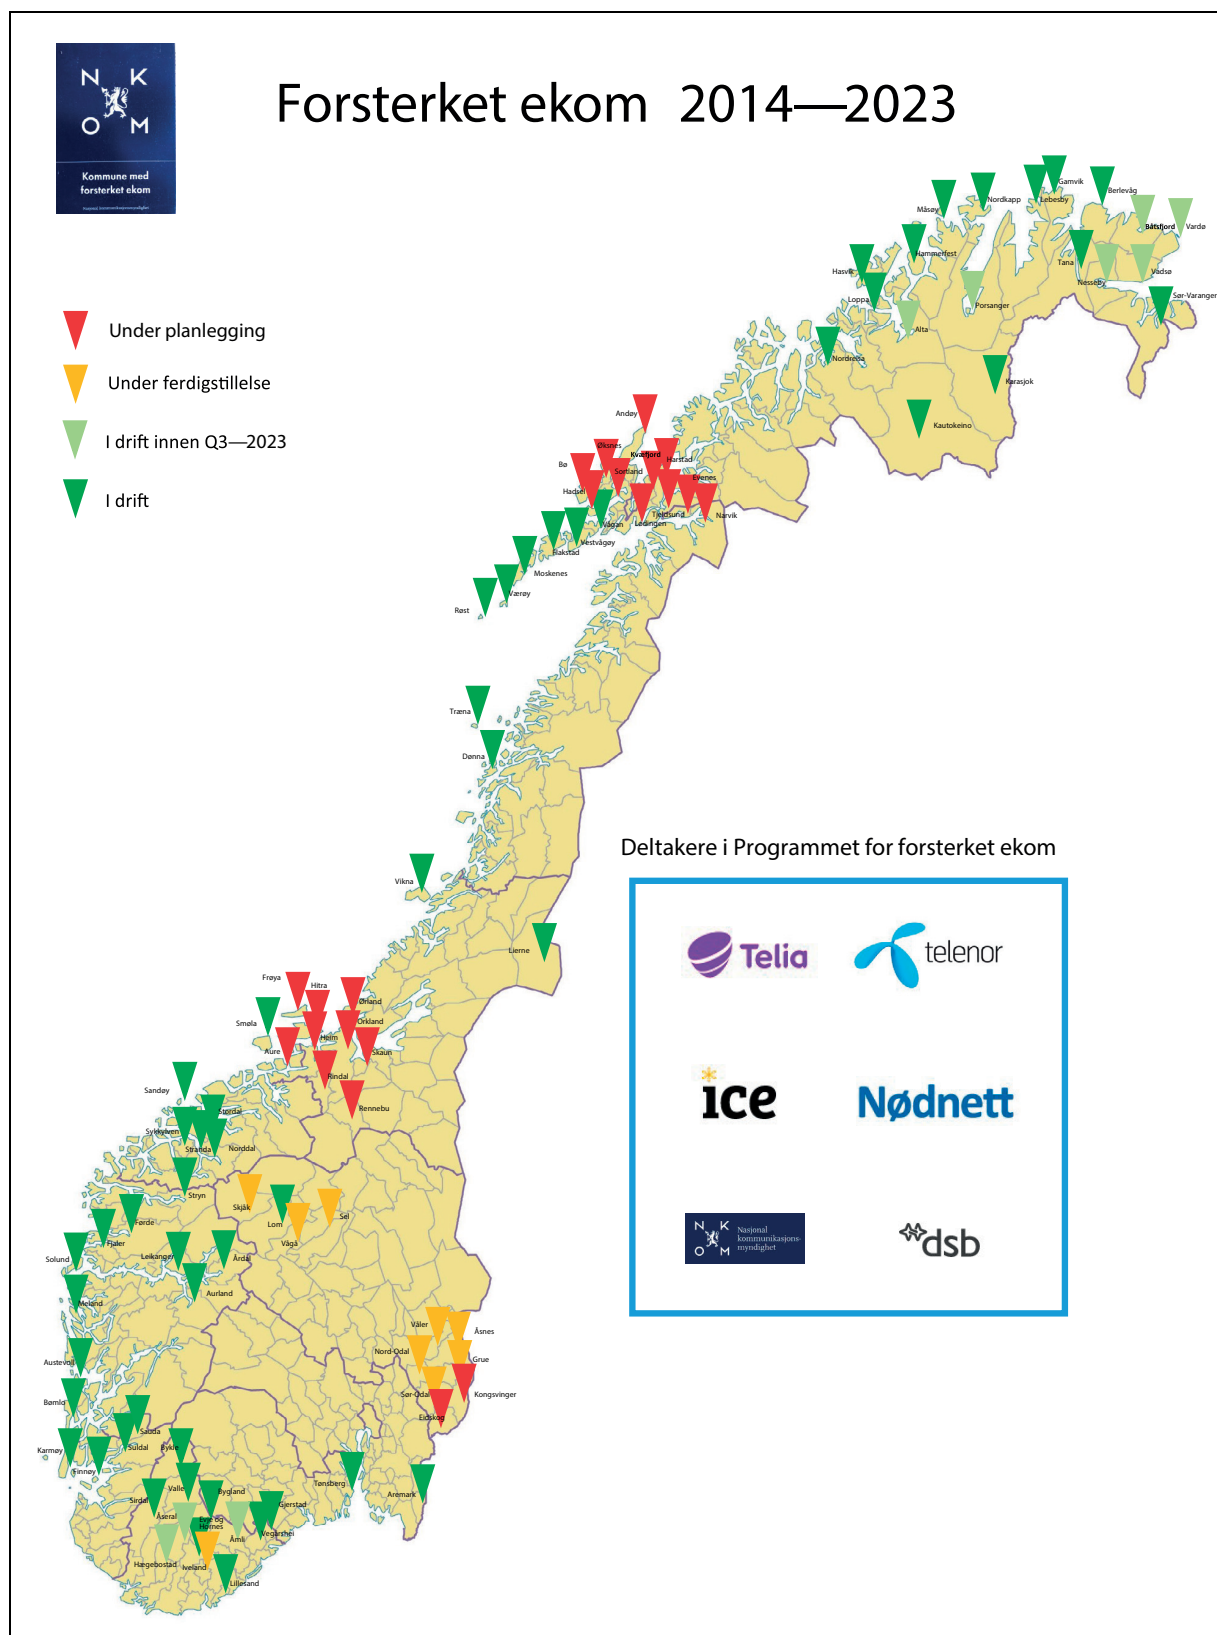 N K
O M
Kommune med
forsterket ekom
Nasjonal kommunikasjonsmyndighet
Forsterket ekom 2014—2023
Under planlegging
Under ferdigstillelse
I drift innen Q3—2023
I drift
Gamvik
Berlevåg
Nordkapp
Lebesby
Måsøy
Båtsfjord
Vardø
Hammerfest
Tana
Hasvik
Vadsø
Nesseby
Loppa
Porsanger
Sør-Varanger
Alta
Nordreisa
Karasjok
Kautokeino
Andøy
Øksnes
Kvæfjord
Harstad
Bø
Sortland
Evenes
Hadsel
Tjeldsund
Narvik
Lødingen
Vågan
Vestvågøy
Flakstad
Moskenes
Værøy
Røst
Træna
Dønna
Vikna
Lierne
Frøya
Hitra
Ørland
Smøla
Orkland
Heim
Aure
Skaun
Rindal
Sandøy
Rennebu
Stordal
Sykkylven
Stranda
Norddal
Stryn
Skjåk
Lom
Sel
Førde
Vågå
Fjaler
Leikanger
Årdal
Solund
Aurland
Meland
Våler
Åsnes
Nord-Odal
Grue
Austevoll
Sør-Odal
Kongsvinger
Bømlo
Eidskog
Sauda
Karmøy
Suldal
Bykle
Finnøy
Tønsberg
Valle
Bygland
Aremark
Sirdal
Gjerstad
Åseral
Evje og
Hornes
Vegårshei
Åmli
Hægebostad
Iveland
Lillesand
Deltakere i Programmet for forsterket ekom
Telia
telenor
ice
Nødnett
N K
O M
Nasjonal
kommunikasjons-
myndighet
dsb